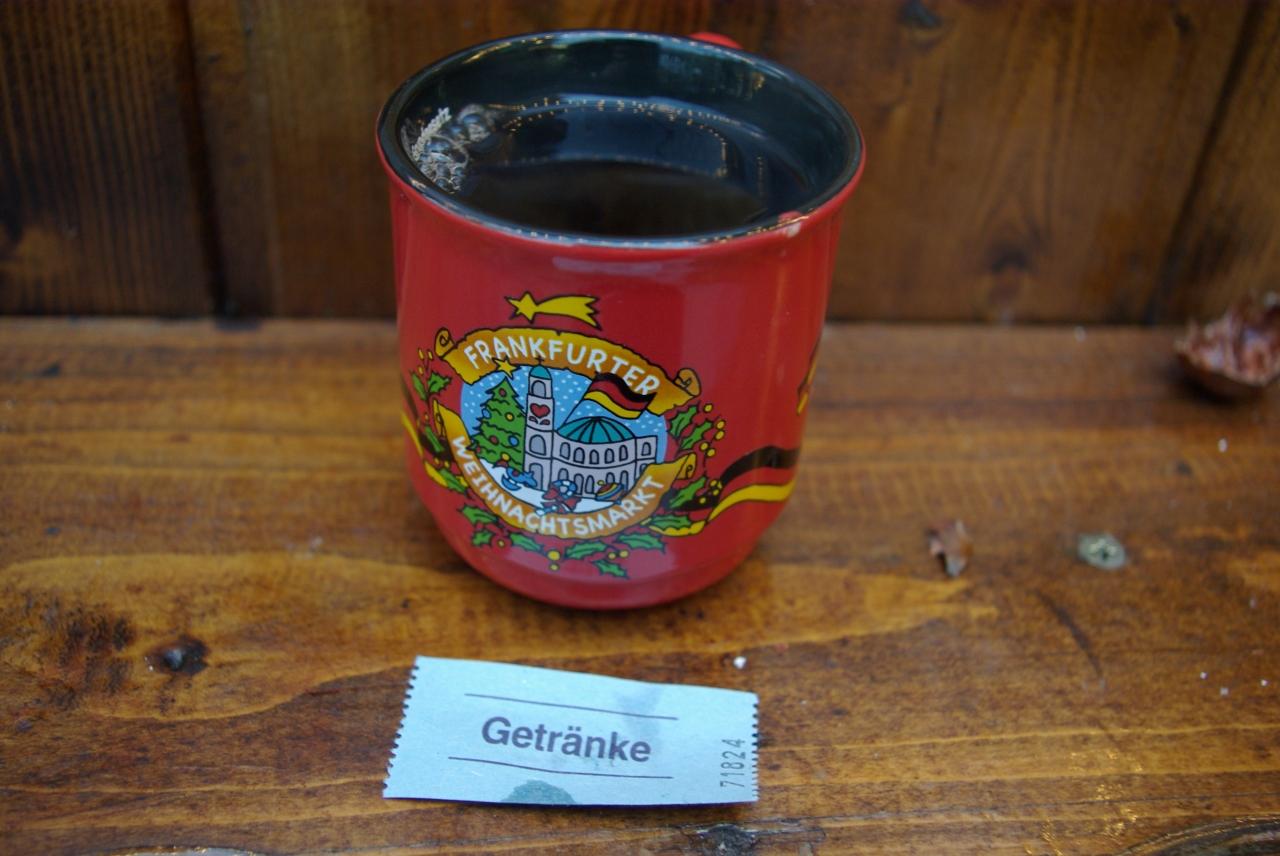 FRANKFURTER
WEIHNACHTSMARKT
Getränke
71824